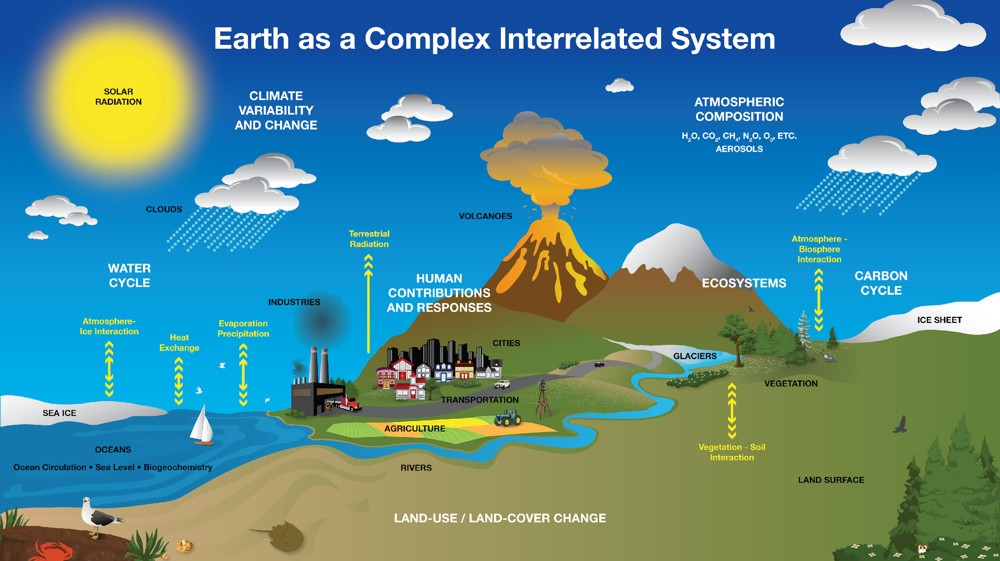 Earth as a Complex Interrelated System
SOLAR
RADIATION
CLIMATE
VARIABILITY
AND CHANGE
ATMOSPHERIC
COMPOSITION
H₂O, CO₂, CH₄, N₂O, O₃, ETC.
AEROSOLS
CLOUDS
VOLCANOES
Terrestrial
Radiation
Atmosphere -
Biosphere
Interaction
WATER
CYCLE
HUMAN
CONTRIBUTIONS
AND RESPONSES
ECOSYSTEMS
CARBON
CYCLE
INDUSTRIES
Atmosphere-
Ice Interaction
Heat
Exchange
Evaporation
Precipitation
ICE SHEET
CITIES
GLACIERS
VEGETATION
TRANSPORTATION
SEA ICE
AGRICULTURE
OCEANS
Ocean Circulation • Sea Level • Biogeochemistry
RIVERS
Vegetation - Soil
Interaction
LAND SURFACE
LAND-USE / LAND-COVER CHANGE